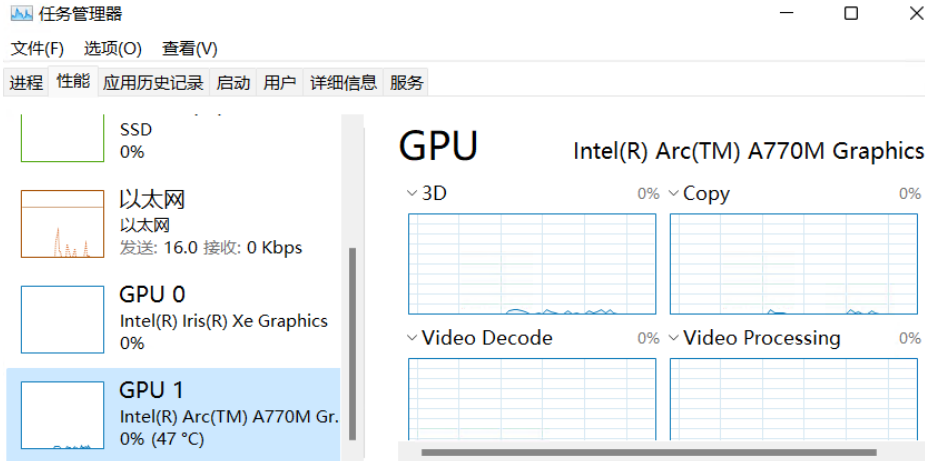 任务管理器
文件(F) 选项(O) 查看(V)
进程 性能 应用历史记录 启动 用户 详细信息 服务
SSD
0%
以太网
以太网
发送: 16.0 接收: 0 Kbps
GPU 0
Intel(R) Iris(R) Xe Graphics
0%
GPU 1
Intel(R) Arc(TM) A770M Gr...
0% (47 °C)
GPU Intel(R) Arc(TM) A770M Graphics
3D 0% Copy 0%
Video Decode 0% Video Processing 0%